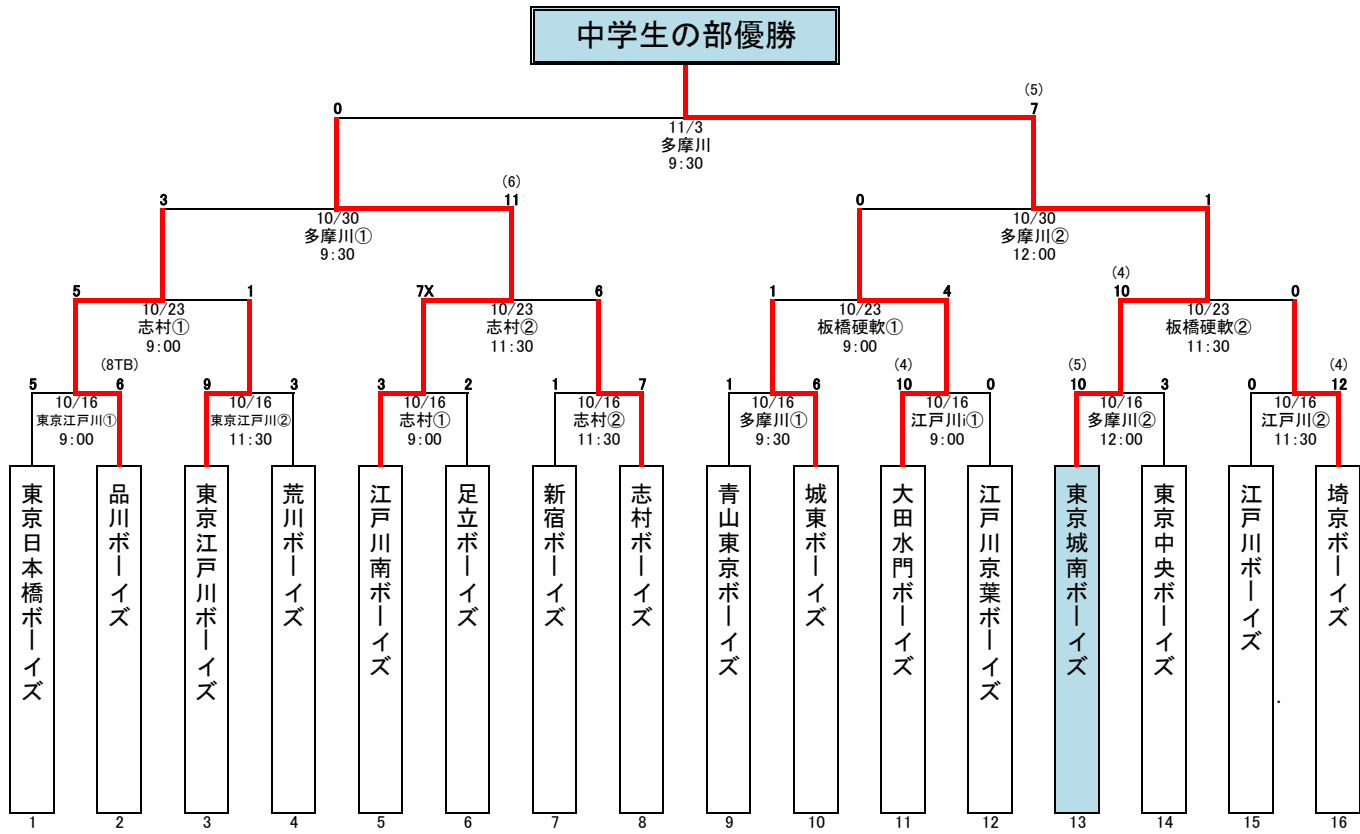 中学生の部優勝
(5)
0
7
11/3
多摩川
9:30
(6)
3
11
0
1
10/30
多摩川①
9:30
10/30
多摩川②
12:00
(4)
5
1
7X
6
1
4
10
0
10/23
志村①
9:00
10/23
志村②
11:30
10/23
板橋硬軟①
9:00
10/23
板橋硬軟②
11:30
(8TB)
(4)
(5)
(4)
5
6
9
3
3
2
1
7
1
6
10
0
10
3
0
12
10/16
東京江戸川①
9:00
10/16
東京江戸川②
11:30
10/16
志村①
9:00
10/16
志村②
11:30
10/16
多摩川①
9:30
10/16
江戸川i①
9:00
10/16
多摩川②
12:00
10/16
江戸川②
11:30
東京日本橋ボーイズ
品川ボーイズ
東京江戸川ボーイズ
荒川ボーイズ
江戸川南ボーイズ
足立ボーイズ
新宿ボーイズ
志村ボーイズ
青山東京ボーイズ
城東ボーイズ
大田水門ボーイズ
江戸川京葉ボーイズ
東京城南ボーイズ
東京中央ボーイズ
江戸川ボーイズ
埼京ボーイズ
.
1
2
3
4
5
6
7
8
9
10
11
12
13
14
15
16